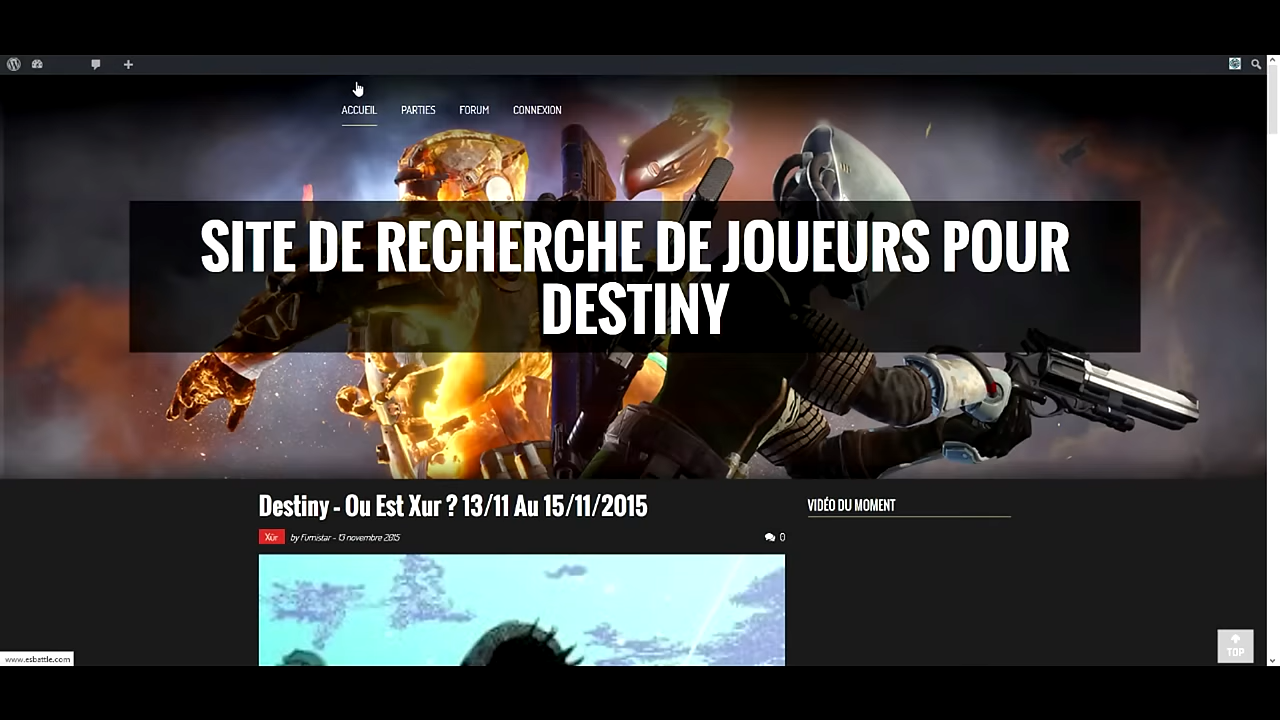 ACCUEIL PARTIES FORUM CONNEXION
SITE DE RECHERCHE DE JOUEURS POUR
DESTINY
Destiny - Ou Est Xur ? 13/11 Au 15/11/2015
Xûr by Fumistar - 13 novembre 2015 0
VIDÉO DU MOMENT
TOP
www.esbattle.com